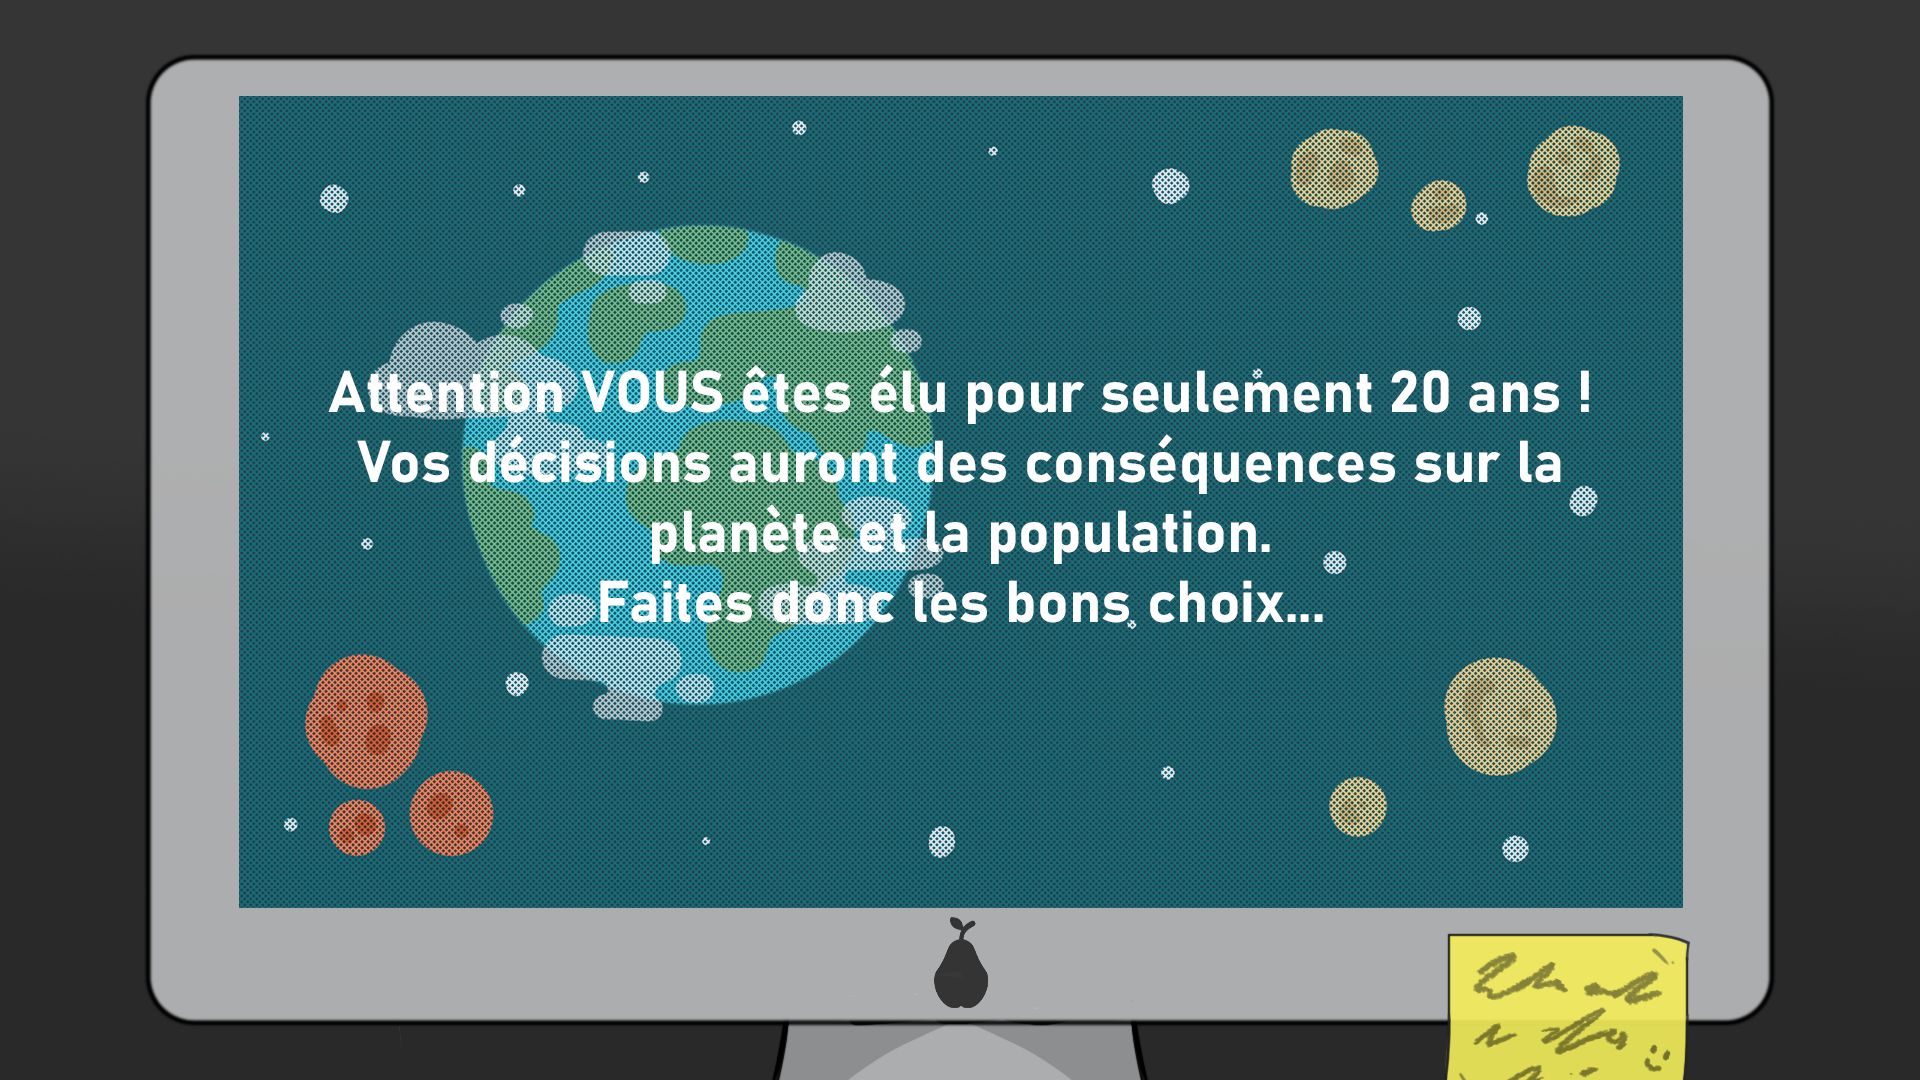 Attention VOUS êtes élu pour seulement 20 ans !
Vos décisions auront des conséquences sur la
planète et la population.
Faites donc les bons choix...